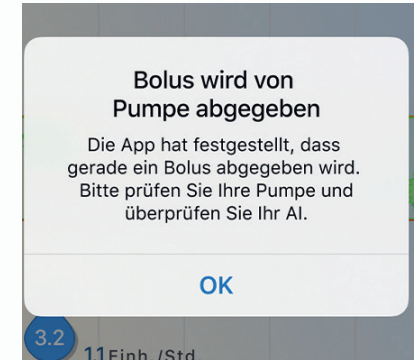 Bolus wird von
Pumpe abgegeben
Die App hat festgestellt, dass
gerade ein Bolus abgegeben wird.
Bitte prüfen Sie Ihre Pumpe und
überprüfen Sie Ihr AI.
OK
3.2
11 Einh./Std